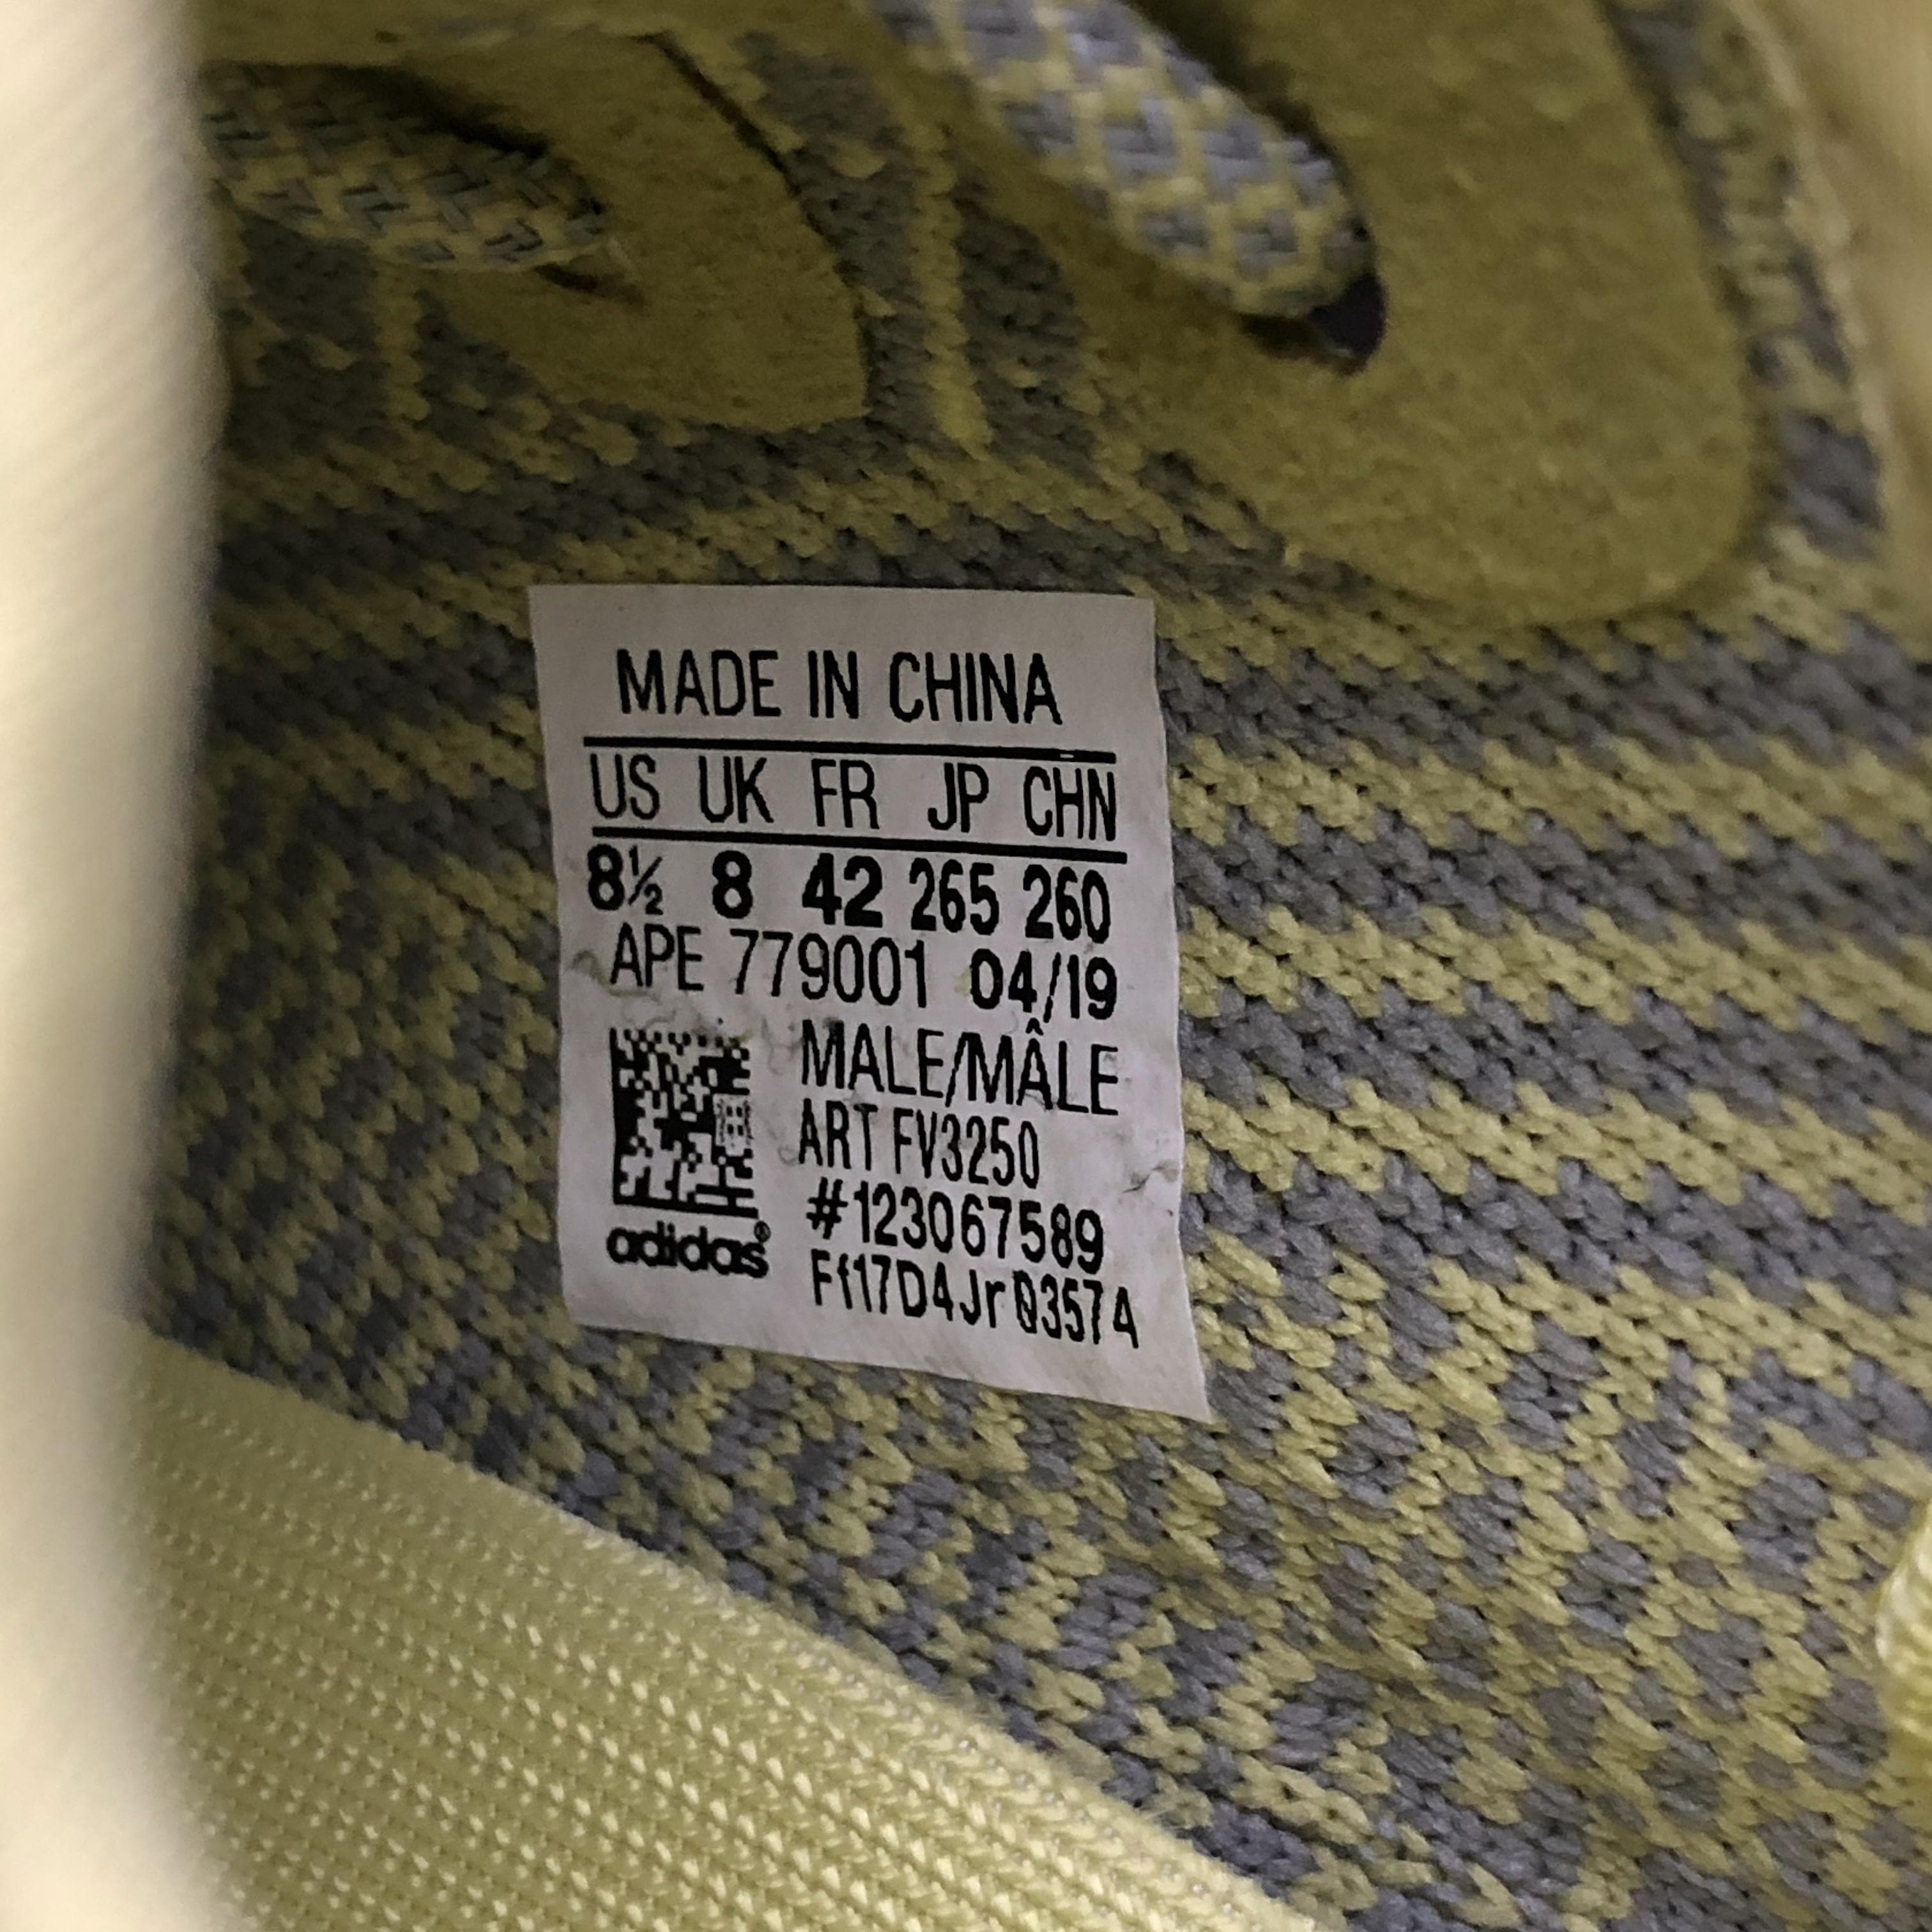 MADE IN CHINA
US UK FR JP CHN
8½ 8 42 265 260
APE 779001 04/19
MALE/MÂLE
ART FV3250
#123067589
adidas®
Ff17D4Jr03574